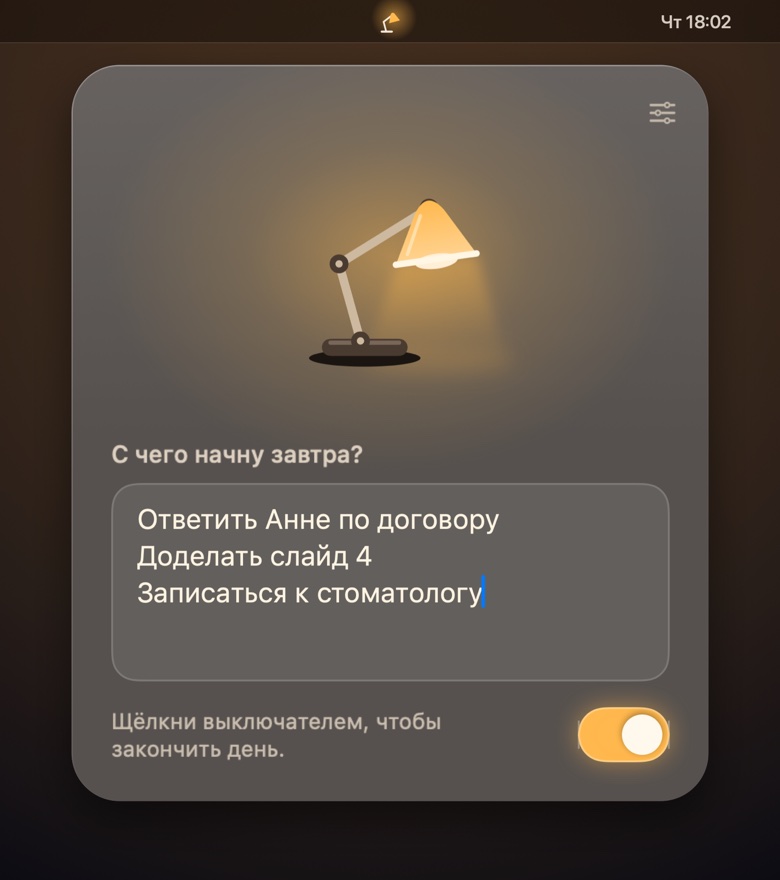 Чт 18:02
С чего начну завтра?
Ответить Анне по договору
Доделать слайд 4
Записаться к стоматологу
Щёлкни выключателем, чтобы
закончить день.